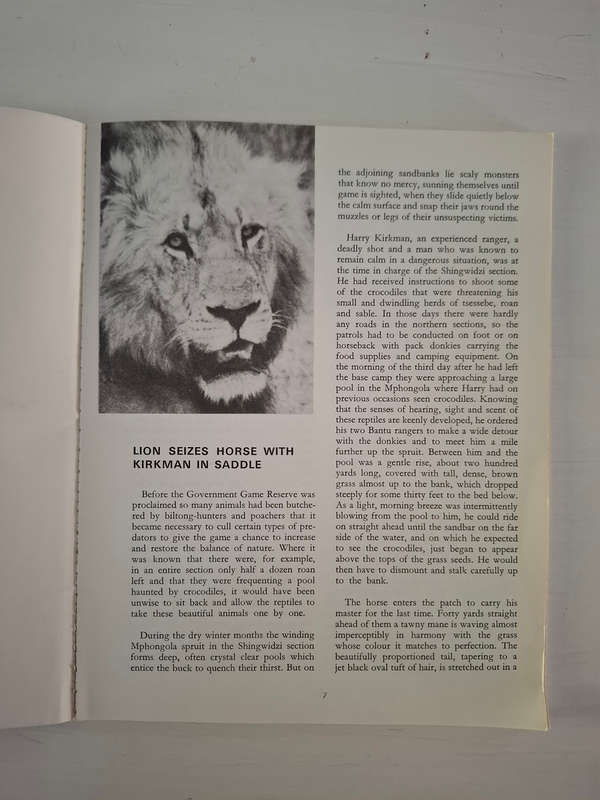 LION SEIZES HORSE WITH
KIRKMAN IN SADDLE
Before the Government Game Reserve was
proclaimed so many animals had been butche-
red by biltong-hunters and poachers that it
became necessary to cull certain types of pre-
dators to give the game a chance to increase
and restore the balance of nature. Where it
was known that there were, for example,
in an entire section only half a dozen roan
left and that they were frequenting a pool
haunted by crocodiles, it would have been
unwise to sit back and allow the reptiles to
take these beautiful animals one by one.
During the dry winter months the winding
Mphongola spruit in the Shingwidzi section
forms deep, often crystal clear pools which
entice the buck to quench their thirst. But on
the adjoining sandbanks lie scaly monsters
that know no mercy, sunning themselves until
game is sighted, when they slide quietly below
the calm surface and snap their jaws round the
muzzles or legs of their unsuspecting victims.
Harry Kirkman, an experienced ranger, a
deadly shot and a man who was known to
remain calm in a dangerous situation, was at
the time in charge of the Shingwidzi section.
He had received instructions to shoot some
of the crocodiles that were threatening his
small and dwindling herds of tsessebe, roan
and sable. In those days there were hardly
any roads in the northern sections, so the
patrols had to be conducted on foot or on
horseback with pack donkies carrying the
food supplies and camping equipment. On
the morning of the third day after he had left
the base camp they were approaching a large
pool in the Mphongola where Harry had on
previous occasions seen crocodiles. Knowing
that the senses of hearing, sight and scent of
these reptiles are keenly developed, he ordered
his two Bantu rangers to make a wide detour
with the donkies and to meet him a mile
further up the spruit. Between him and the
pool was a gentle rise, about two hundred
yards long, covered with tall, dense, brown
grass almost up to the bank, which dropped
steeply for some thirty feet to the bed below.
As a light, morning breeze was intermittently
blowing from the pool to him, he could ride
on straight ahead until the sandbar on the far
side of the water, and on which he expected
to see the crocodiles, just began to appear
above the tops of the grass seeds. He would
then have to dismount and stalk carefully up
to the bank.
The horse enters the patch to carry his
master for the last time. Forty yards straight
ahead of them a tawny mane is waving almost
imperceptibly in harmony with the grass
whose colour it matches to perfection. The
beautifully proportioned tail, tapering to a
jet black oval tuft of hair, is stretched out in a
7